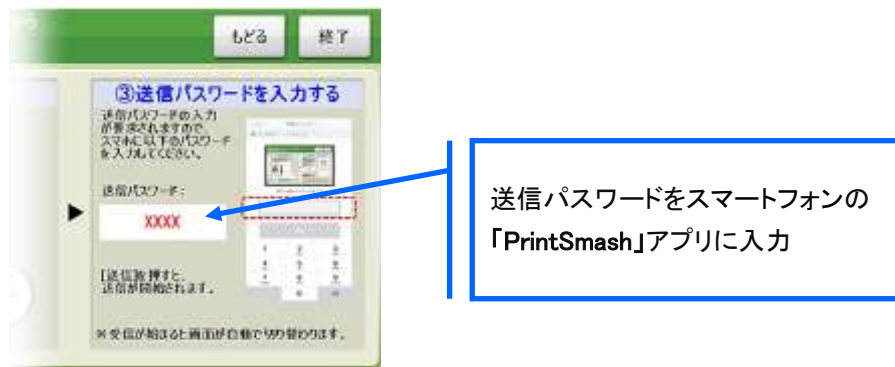 もどる
終了
③送信パスワードを入力する
送信パスワードの入力
が要求されますので、
スマホに以下のパスワード
を入力してください。
送信パスワード:
XXXX
[送信]を押すと、
送信が開始されます。
※受信が始まると画面が自動で切り替わります。
送信パスワードをスマートフォンの
「PrintSmash」アプリに入力